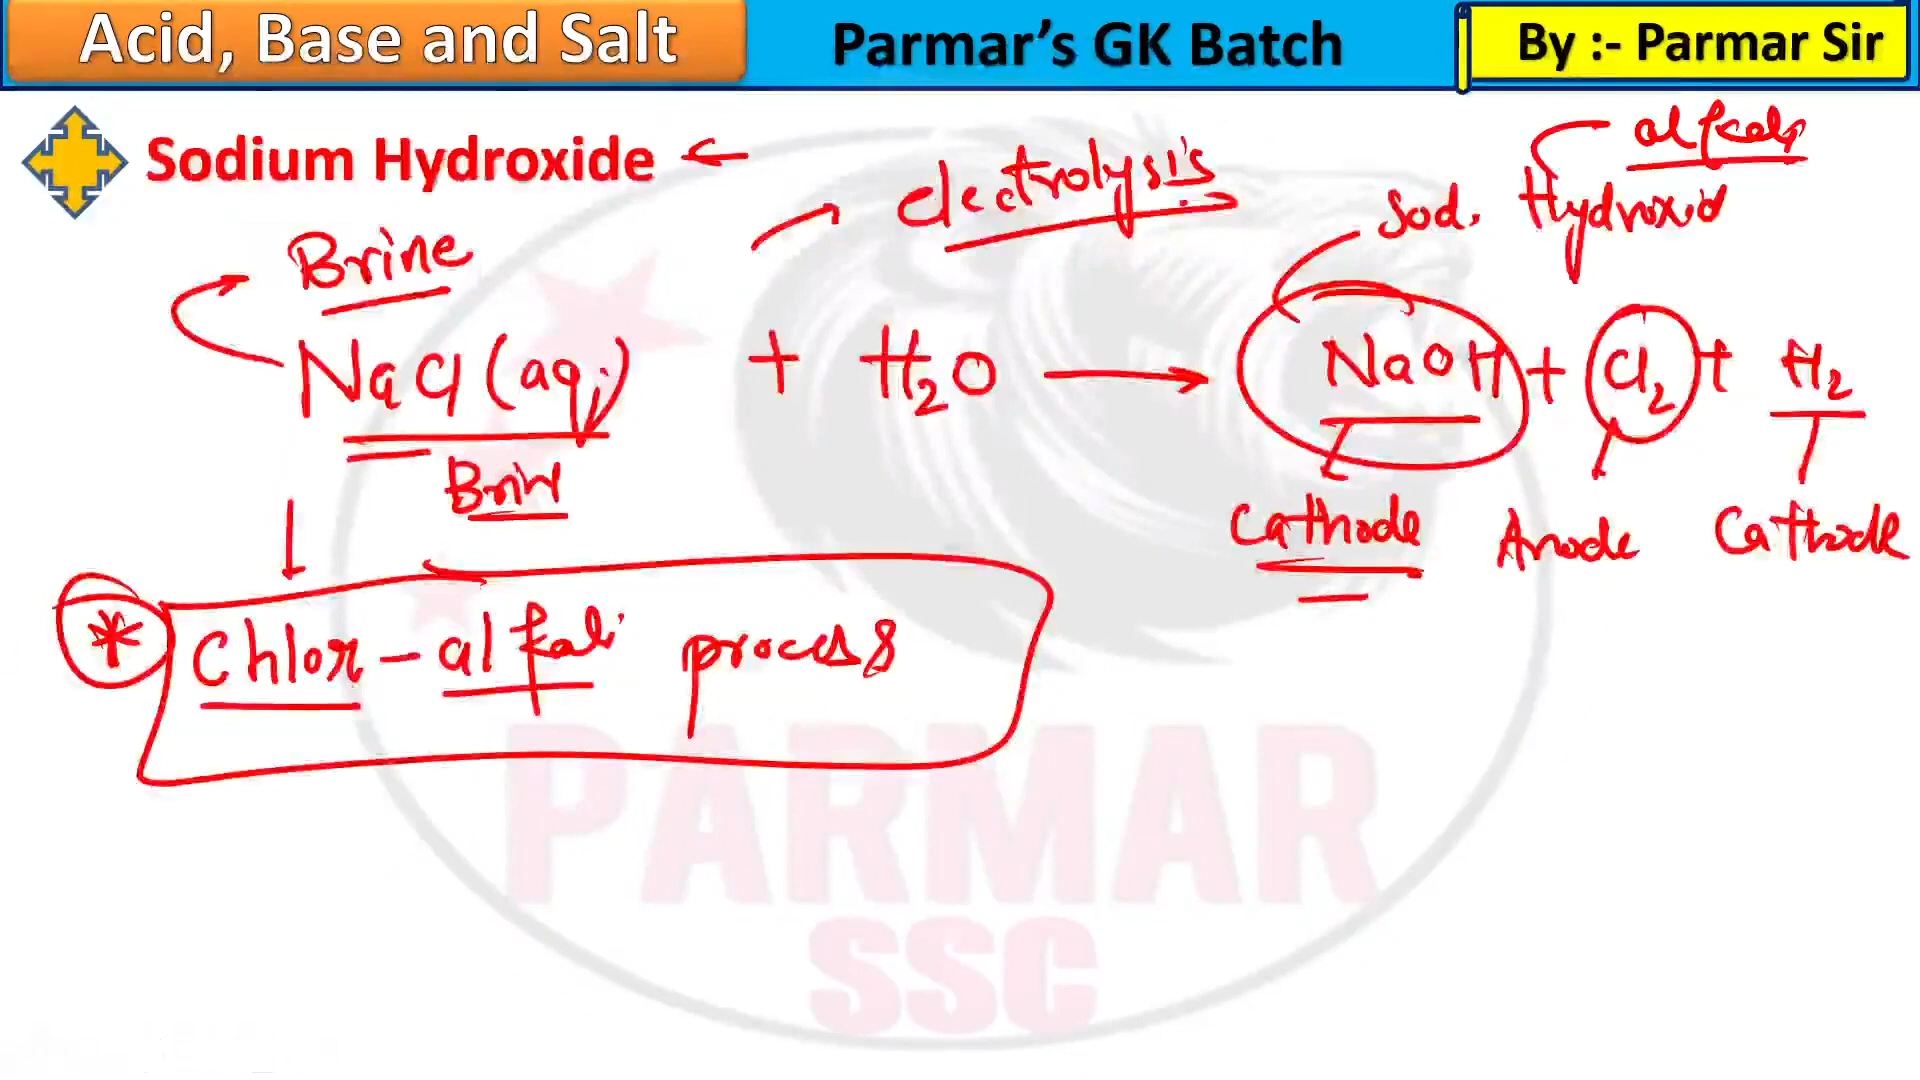 Acid, Base and Salt
Parmar's GK Batch
By :- Parmar Sir
Sodium Hydroxide ←
electrolysis
alkali
Sod. Hydroxid
Brine
NaCl (aq) + H₂O → NaOH + Cl₂ + H₂
Brine
Cathode Anode Cathode
* Chlor-alkali process
PARMAR
SSC